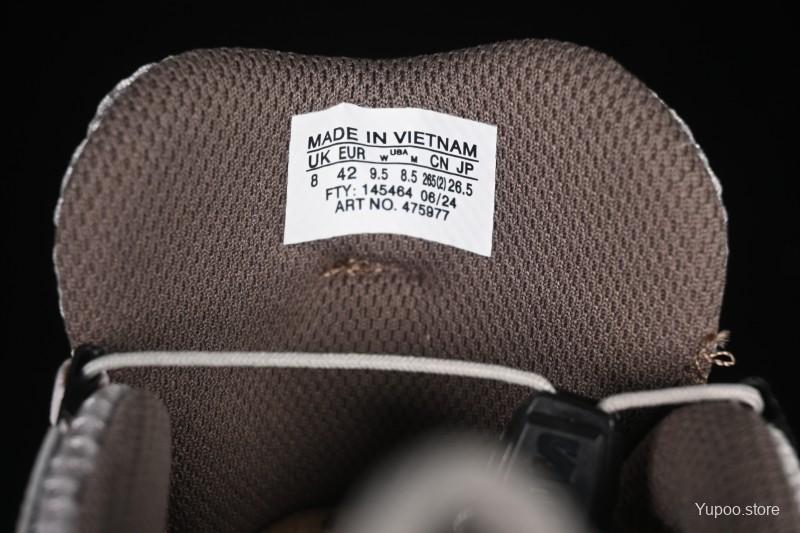 MADE IN VIETNAM
UK EUR W USA M CN JP
8 42 9.5 8.5 265(2) 26.5
FTY: 145464 06/24
ART NO. 475977
Yupoo.store